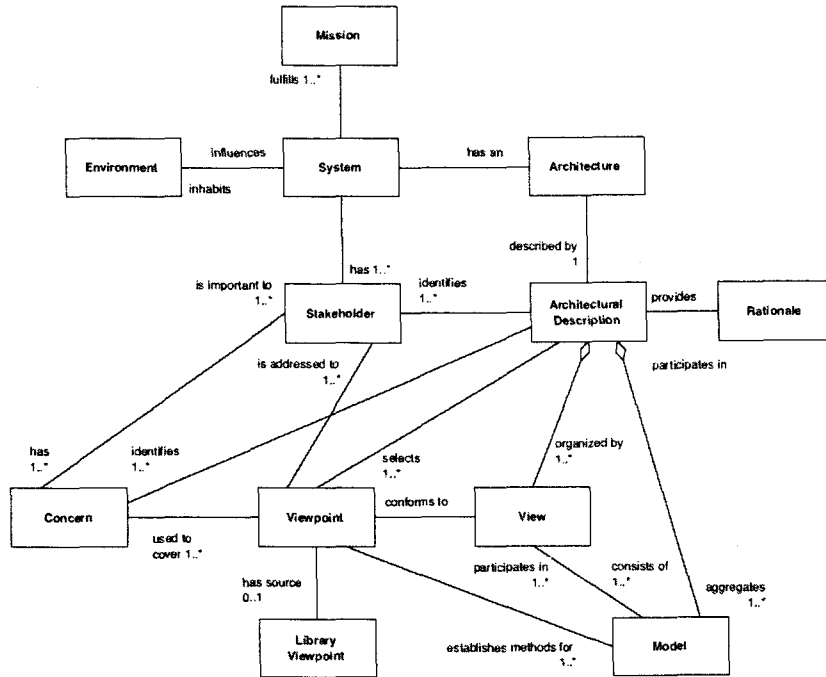 Mission
fulfills 1..*
Environment
influences
inhabits
System
has an
Architecture
has 1..*
described by
1
is important to
1..*
Stakeholder
identifies
1..*
Architectural
Description
provides
Rationale
is addressed to
1..*
participates in
has
1..*
identifies
1..*
selects
1..*
organized by
1..*
Concern
used to
cover 1..*
Viewpoint
conforms to
View
has source
0..1
participates in
1..*
consists of
1..*
aggregates
1..*
Library
Viewpoint
establishes methods for
1..*
Model